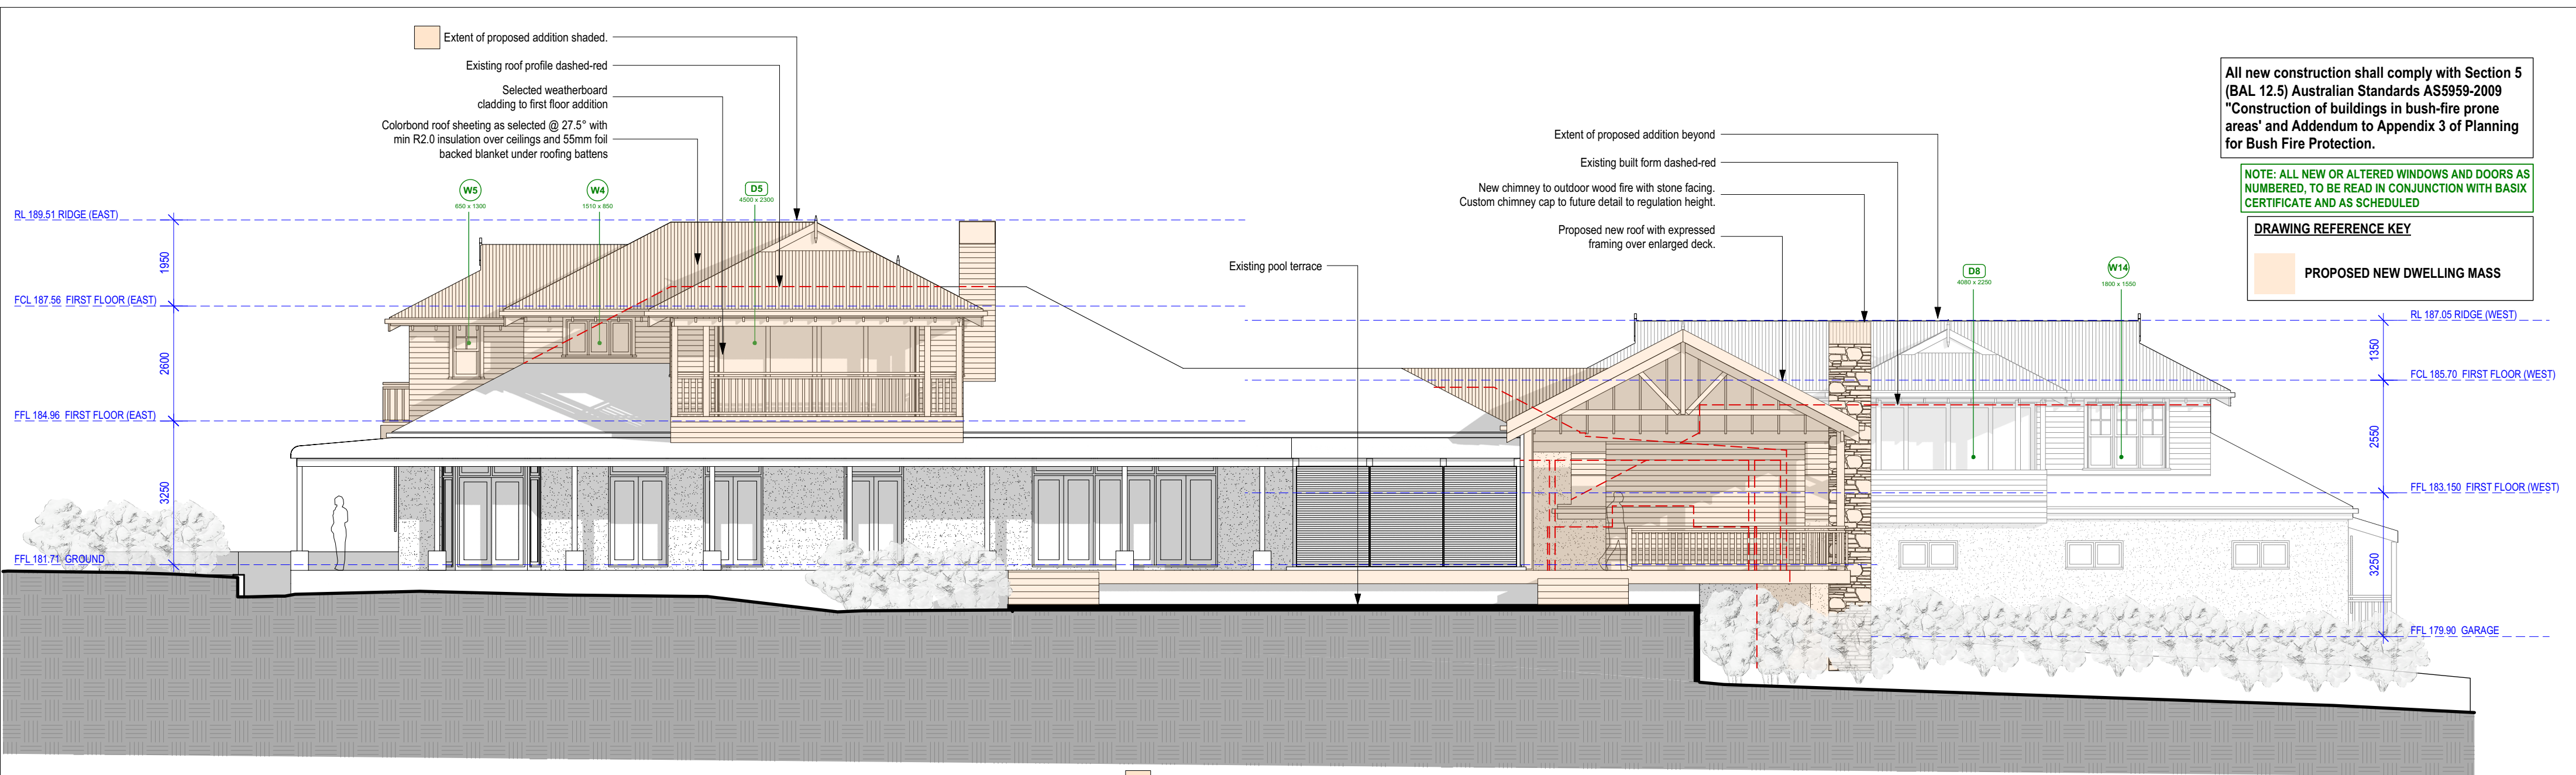 Extent of proposed addition shaded.
Existing roof profile dashed-red
Selected weatherboard
cladding to first floor addition
Colorbond roof sheeting as selected @ 27.5° with
min R2.0 insulation over ceilings and 55mm foil
backed blanket under roofing battens
W5
650 x 1300
W4
1510 x 850
D5
4500 x 2300
RL 189.51 RIDGE (EAST)
1950
FCL 187.56 FIRST FLOOR (EAST)
2600
FFL 184.96 FIRST FLOOR (EAST)
3250
FFL 181.71 GROUND
Existing pool terrace
Extent of proposed addition beyond
Existing built form dashed-red
New chimney to outdoor wood fire with stone facing.
Custom chimney cap to future detail to regulation height.
Proposed new roof with expressed
framing over enlarged deck.
D8
4080 x 2250
W14
1800 x 1550
All new construction shall comply with Section 5
(BAL 12.5) Australian Standards AS5959-2009
"Construction of buildings in bush-fire prone
areas' and Addendum to Appendix 3 of Planning
for Bush Fire Protection.
NOTE: ALL NEW OR ALTERED WINDOWS AND DOORS AS
NUMBERED, TO BE READ IN CONJUNCTION WITH BASIX
CERTIFICATE AND AS SCHEDULED
DRAWING REFERENCE KEY
PROPOSED NEW DWELLING MASS
RL 187.05 RIDGE (WEST)
1350
FCL 185.70 FIRST FLOOR (WEST)
2550
FFL 183.150 FIRST FLOOR (WEST)
3250
FFL 179.90 GARAGE